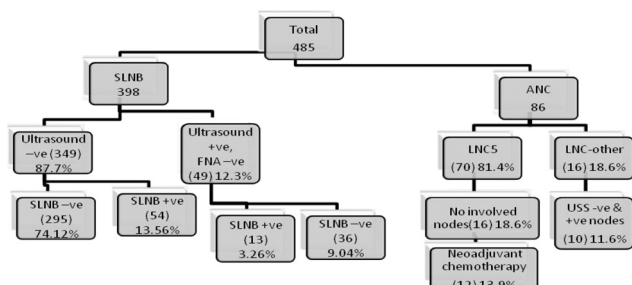 Total
485
SLNB
398
ANC
86
Ultrasound
–ve (349)
87.7%
Ultrasound
+ve,
FNA –ve
(49) 12.3%
LNC5
(70) 81.4%
LNC-other
(16) 18.6%
SLNB –ve
(295)
74.12%
SLNB +ve
(54)
13.56%
SLNB +ve
(13)
3.26%
SLNB –ve
(36)
9.04%
No involved
nodes(16) 18.6%
USS -ve &
+ve nodes
(10) 11.6%
Neoadjuvant
chemotherapy
(12) 13.9%